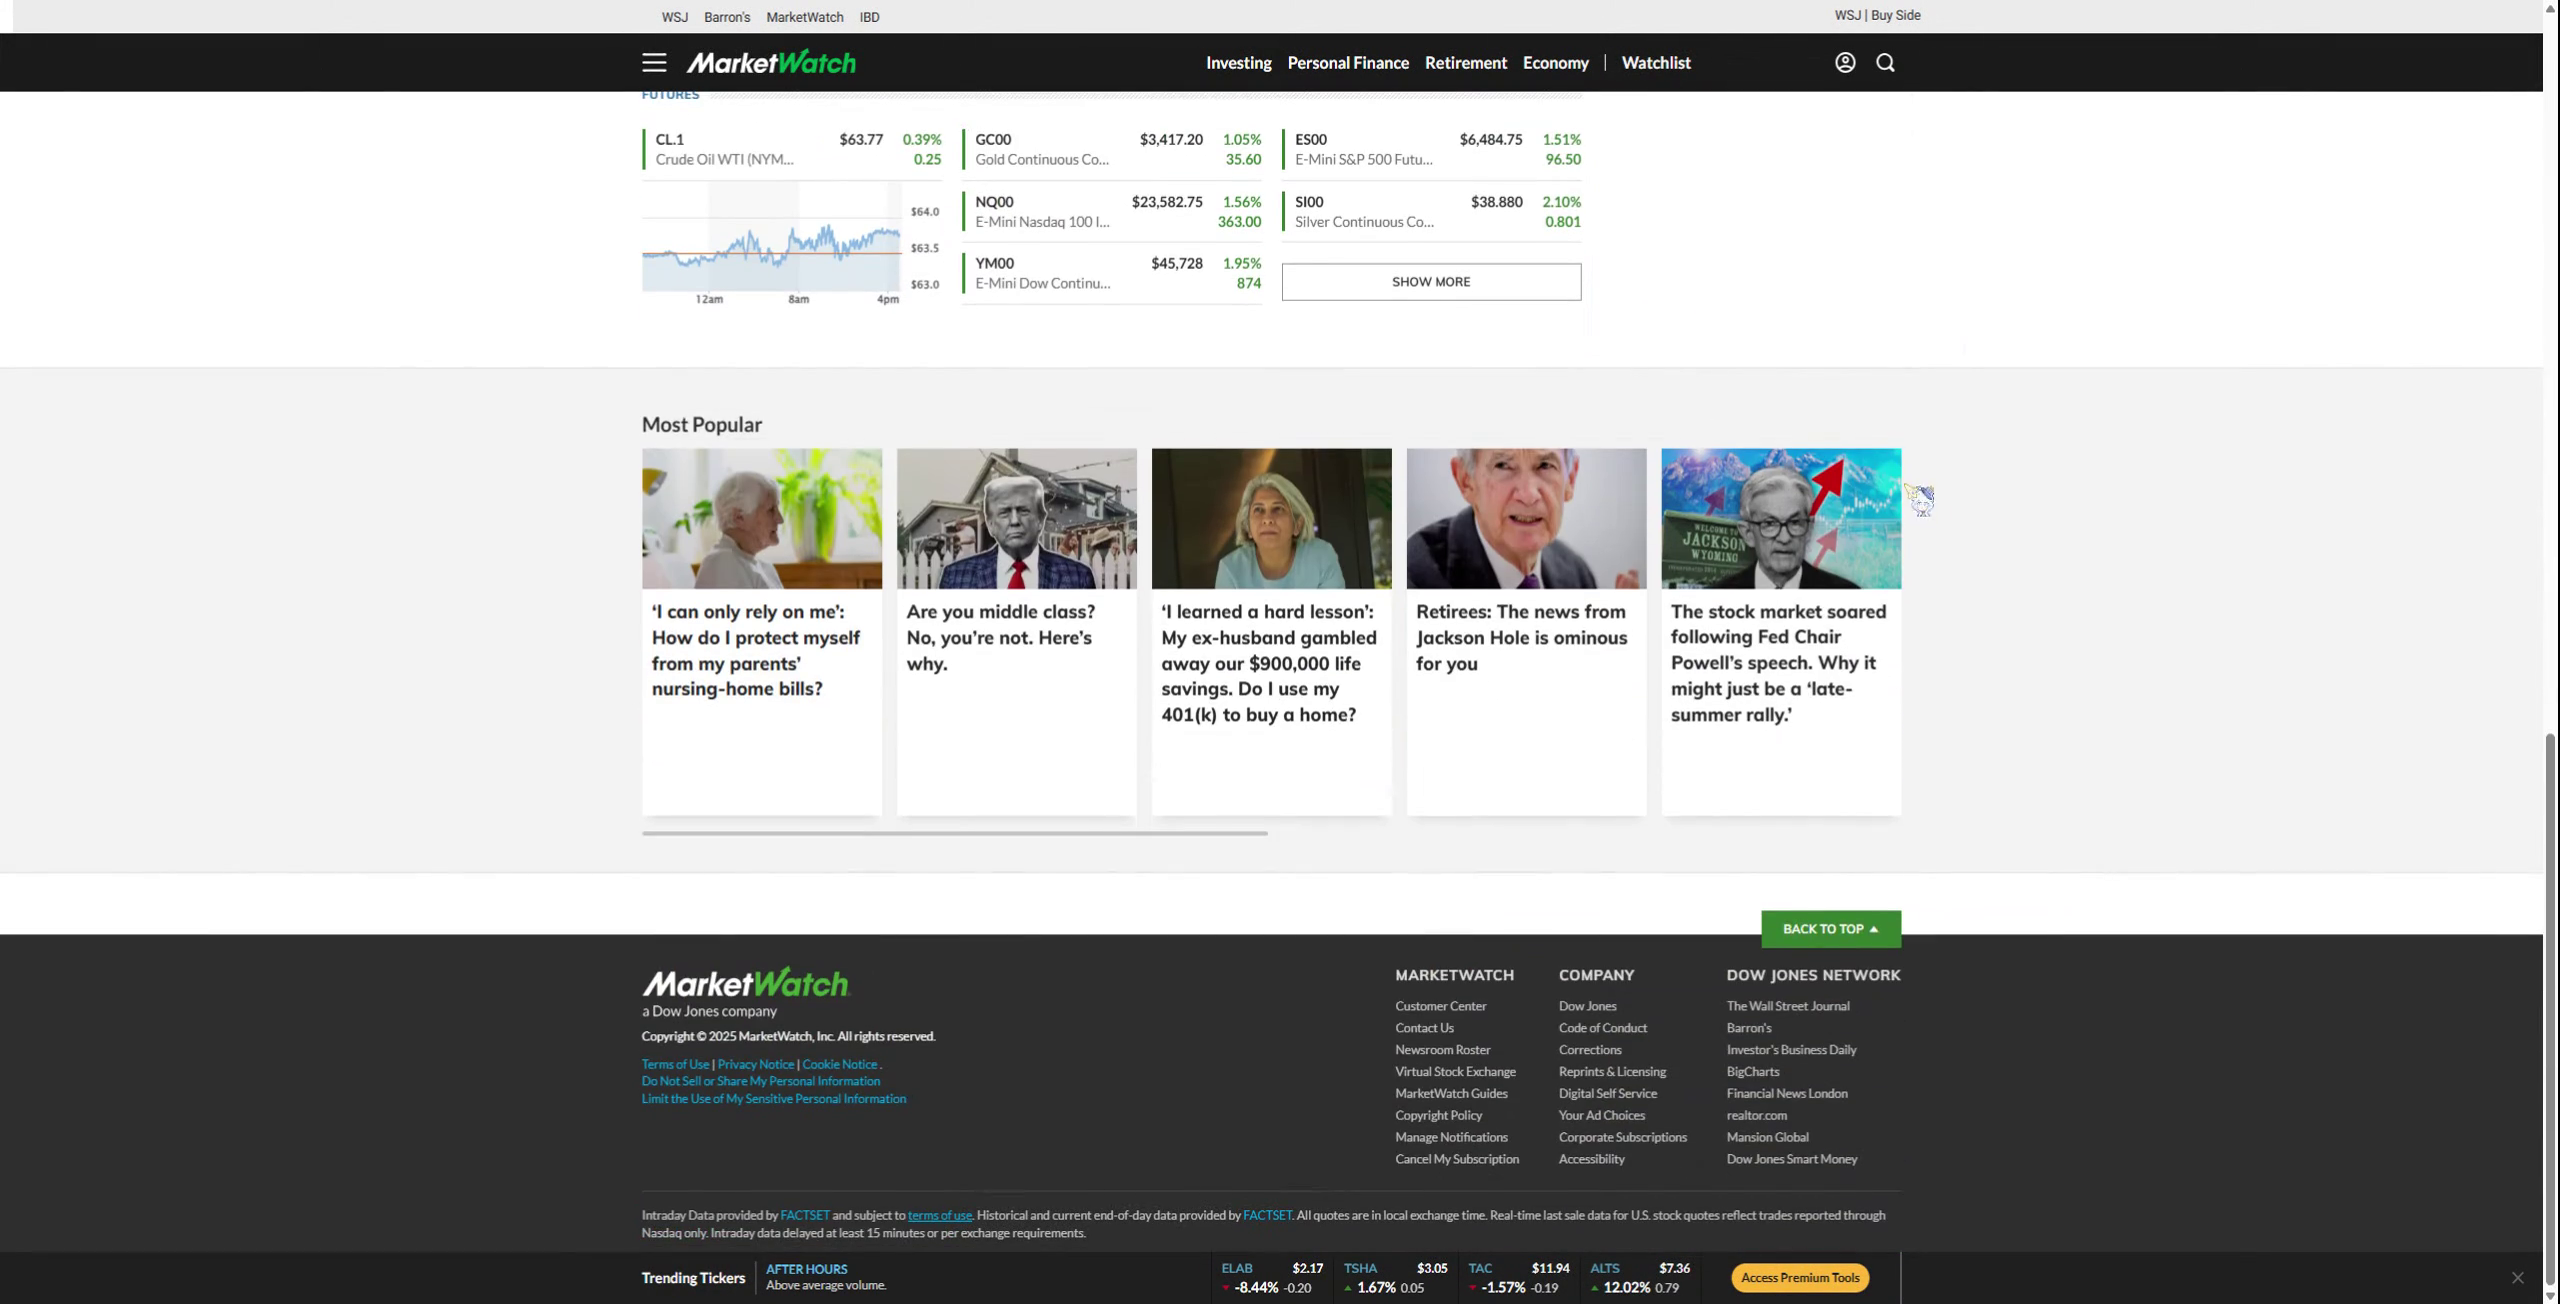 WSJ Barron's MarketWatch IBD
WSJ | Buy Side
MarketWatch
Investing Personal Finance Retirement Economy | Watchlist
FUTURES
CL.1 $63.77 0.39%
Crude Oil WTI (NYM... 0.25
$64.0
$63.5
$63.0
12am 8am 4pm
GC00 $3,417.20 1.05%
Gold Continuous Co... 35.60
NQ00 $23,582.75 1.56%
E-Mini Nasdaq 100 I... 363.00
YM00 $45,728 1.95%
E-Mini Dow Continu... 874
ES00 $6,484.75 1.51%
E-Mini S&P 500 Futu... 96.50
SI00 $38.880 2.10%
Silver Continuous Co... 0.801
SHOW MORE
Most Popular
‘I can only rely on me’:
How do I protect myself
from my parents’
nursing-home bills?
Are you middle class?
No, you’re not. Here’s
why.
‘I learned a hard lesson’:
My ex-husband gambled
away our $900,000 life
savings. Do I use my
401(k) to buy a home?
Retirees: The news from
Jackson Hole is ominous
for you
WELCOME TO
JACKSON
WYOMING
The stock market soared
following Fed Chair
Powell’s speech. Why it
might just be a ‘late-
summer rally.’
BACK TO TOP
MarketWatch
a Dow Jones company
Copyright © 2025 MarketWatch, Inc. All rights reserved.
Terms of Use | Privacy Notice | Cookie Notice .
Do Not Sell or Share My Personal Information
Limit the Use of My Sensitive Personal Information
MARKETWATCH
Customer Center
Contact Us
Newsroom Roster
Virtual Stock Exchange
MarketWatch Guides
Copyright Policy
Manage Notifications
Cancel My Subscription
COMPANY
Dow Jones
Code of Conduct
Corrections
Reprints & Licensing
Digital Self Service
Your Ad Choices
Corporate Subscriptions
Accessibility
DOW JONES NETWORK
The Wall Street Journal
Barron's
Investor's Business Daily
BigCharts
Financial News London
realtor.com
Mansion Global
Dow Jones Smart Money
Intraday Data provided by FACTSET and subject to terms of use. Historical and current end-of-day data provided by FACTSET. All quotes are in local exchange time. Real-time last sale data for U.S. stock quotes reflect trades reported through
Nasdaq only. Intraday data delayed at least 15 minutes or per exchange requirements.
Trending Tickers
AFTER HOURS
Above average volume.
ELAB $2.17
-8.44% -0.20
TSHA $3.05
1.67% 0.05
TAC $11.94
-1.57% -0.19
ALTS $7.36
12.02% 0.79
Access Premium Tools